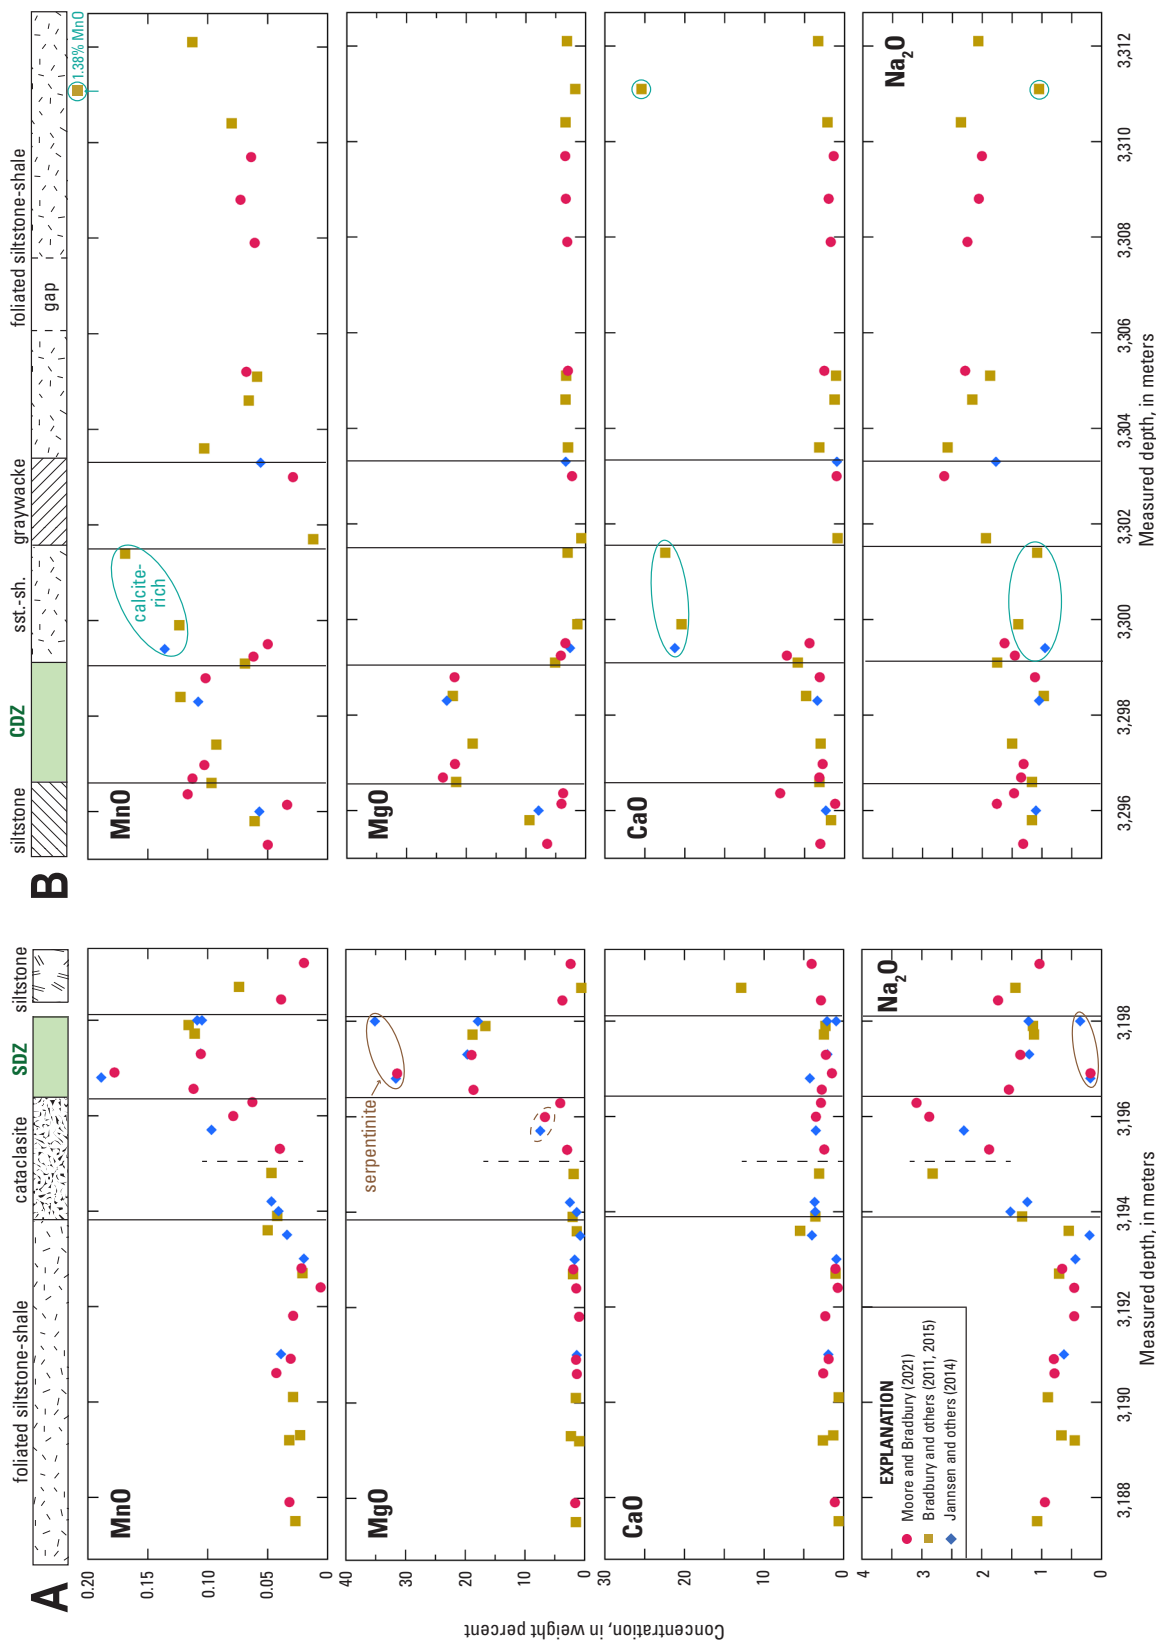 A
foliated siltstone-shale
cataclasite
SDZ
siltstone
MnO
0.20
0.15
0.10
0.05
0
MgO
serpentinite
40
30
20
10
0
CaO
30
20
10
0
Na2O
4
3
2
1
0
EXPLANATION
Moore and Bradbury (2021)
Bradbury and others (2011, 2015)
Jannsen and others (2014)
3,188
3,190
3,192
3,194
3,196
3,198
Measured depth, in meters
Concentration, in weight percent
B
siltstone
CDZ
sst.-sh.
graywacke
gap
foliated siltstone-shale
MnO
calcite-
rich
1.38% MnO
MgO
CaO
Na2O
3,296
3,298
3,300
3,302
3,304
3,306
3,308
3,310
3,312
Measured depth, in meters